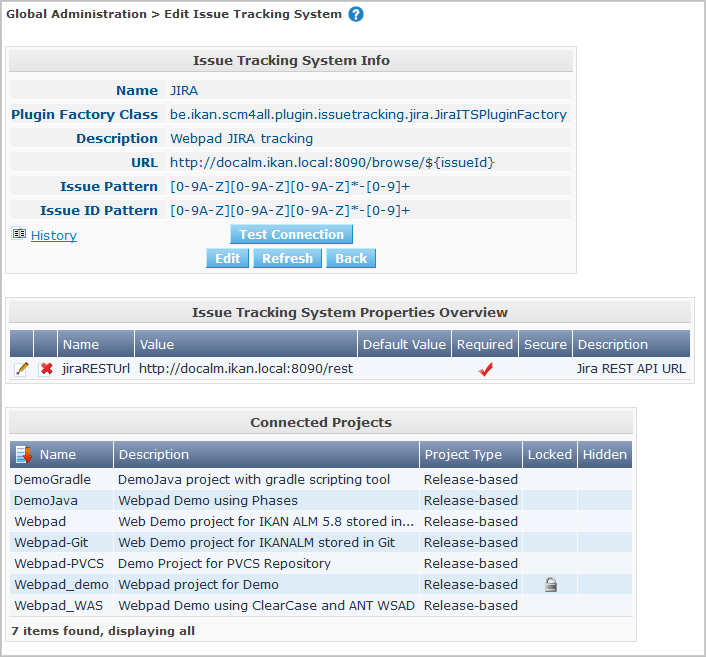 Global Administration > Edit Issue Tracking System ?
Issue Tracking System Info
Name JIRA
Plugin Factory Class be.ikan.scm4all.plugin.issuetracking.jira.JiraITSPluginFactory
Description Webpad JIRA tracking
URL http://docalm.ikan.local:8090/browse/${issueId}
Issue Pattern [0-9A-Z][0-9A-Z][0-9A-Z]*-[0-9]+
Issue ID Pattern [0-9A-Z][0-9A-Z][0-9A-Z]*-[0-9]+
History Test Connection
Edit Refresh Back
Issue Tracking System Properties Overview
Name Value Default Value Required Secure Description
jiraRESTUrl http://docalm.ikan.local:8090/rest Jira REST API URL
Connected Projects
Name Description Project Type Locked Hidden
DemoGradle DemoJava project with gradle scripting tool Release-based
DemoJava Webpad Demo using Phases Release-based
Webpad Web Demo project for IKAN ALM 5.8 stored in... Release-based
Webpad-Git Web Demo project for IKANALM stored in Git Release-based
Webpad-PVCS Demo Project for PVCS Repository Release-based
Webpad_demo Webpad project for Demo Release-based
Webpad_WAS Webpad Demo using ClearCase and ANT WSAD Release-based
7 items found, displaying all